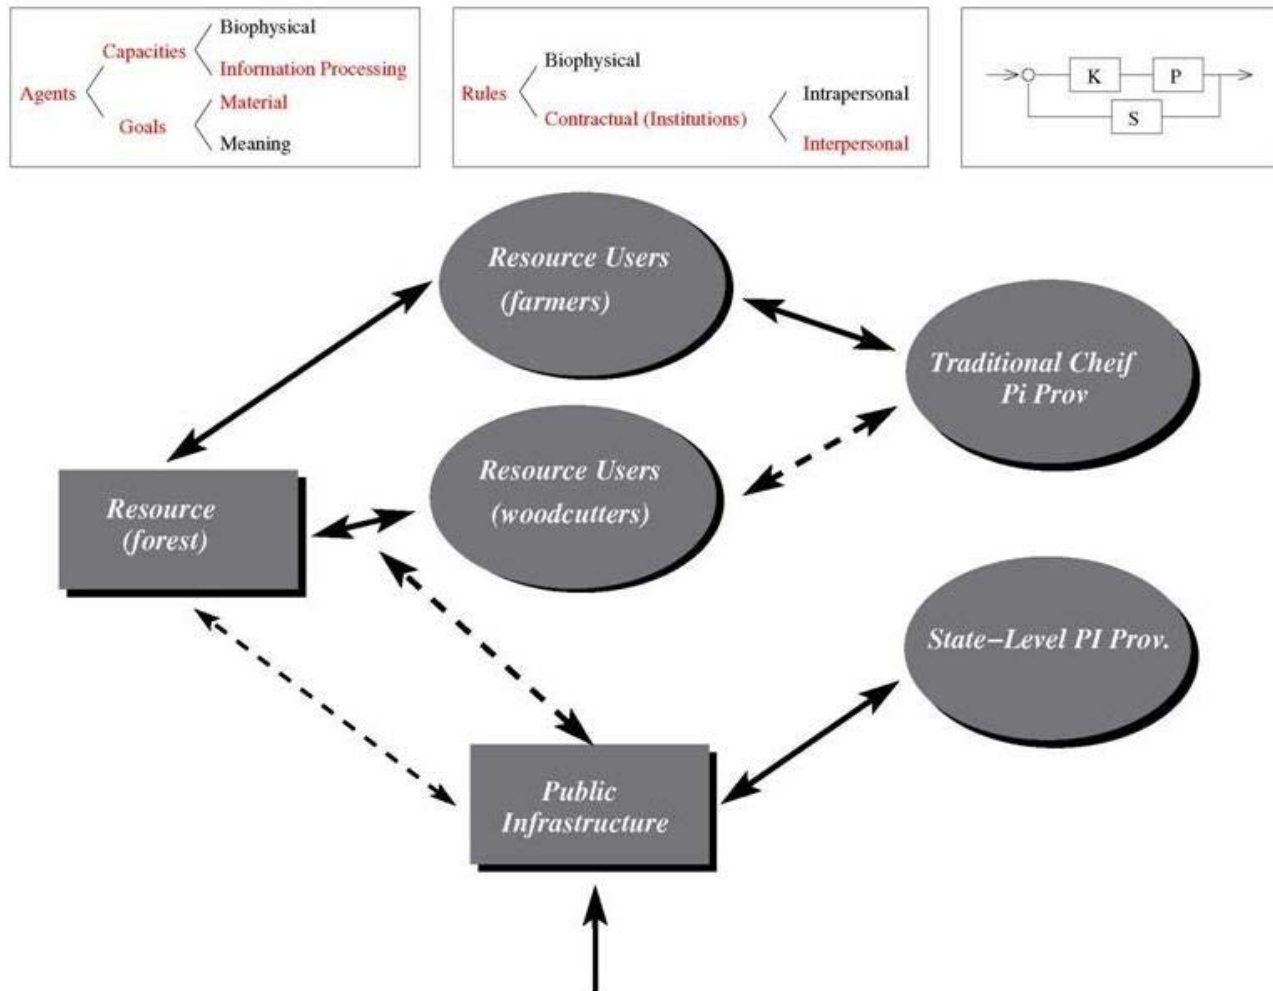 Agents
Capacities
Biophysical
Information Processing
Goals
Material
Meaning
Rules
Biophysical
Contractual (Institutions)
Intrapersonal
Interpersonal
K
P
S
Resource Users
(farmers)
Traditional Cheif
Pi Prov
Resource Users
(woodcutters)
Resource
(forest)
State-Level PI Prov.
Public
Infrastructure